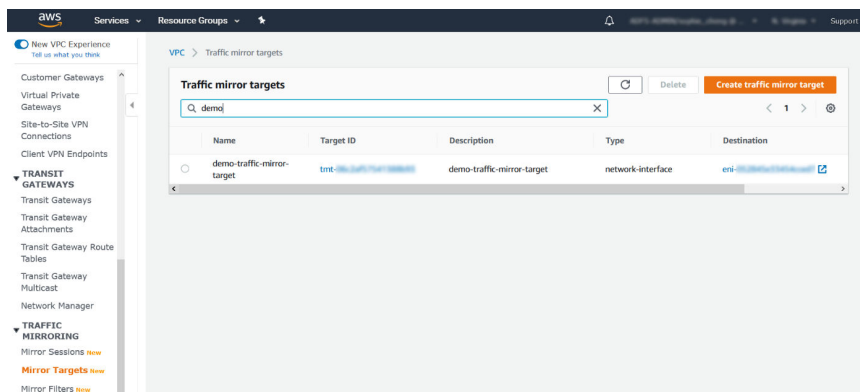 aws Services Resource Groups Support
New VPC Experience
Tell us what you think
VPC > Traffic mirror targets
Customer Gateways
Virtual Private
Gateways
Site-to-Site VPN
Connections
Client VPN Endpoints
TRANSIT
GATEWAYS
Transit Gateways
Transit Gateway
Attachments
Transit Gateway Route
Tables
Transit Gateway
Multicast
Network Manager
TRAFFIC
MIRRORING
Mirror Sessions New
Mirror Targets New
Mirror Filters New
Traffic mirror targets Delete Create traffic mirror target
demo < 1 >
Name Target ID Description Type Destination
demo-traffic-mirror-
target
tmt- demo-traffic-mirror-target network-interface eni-